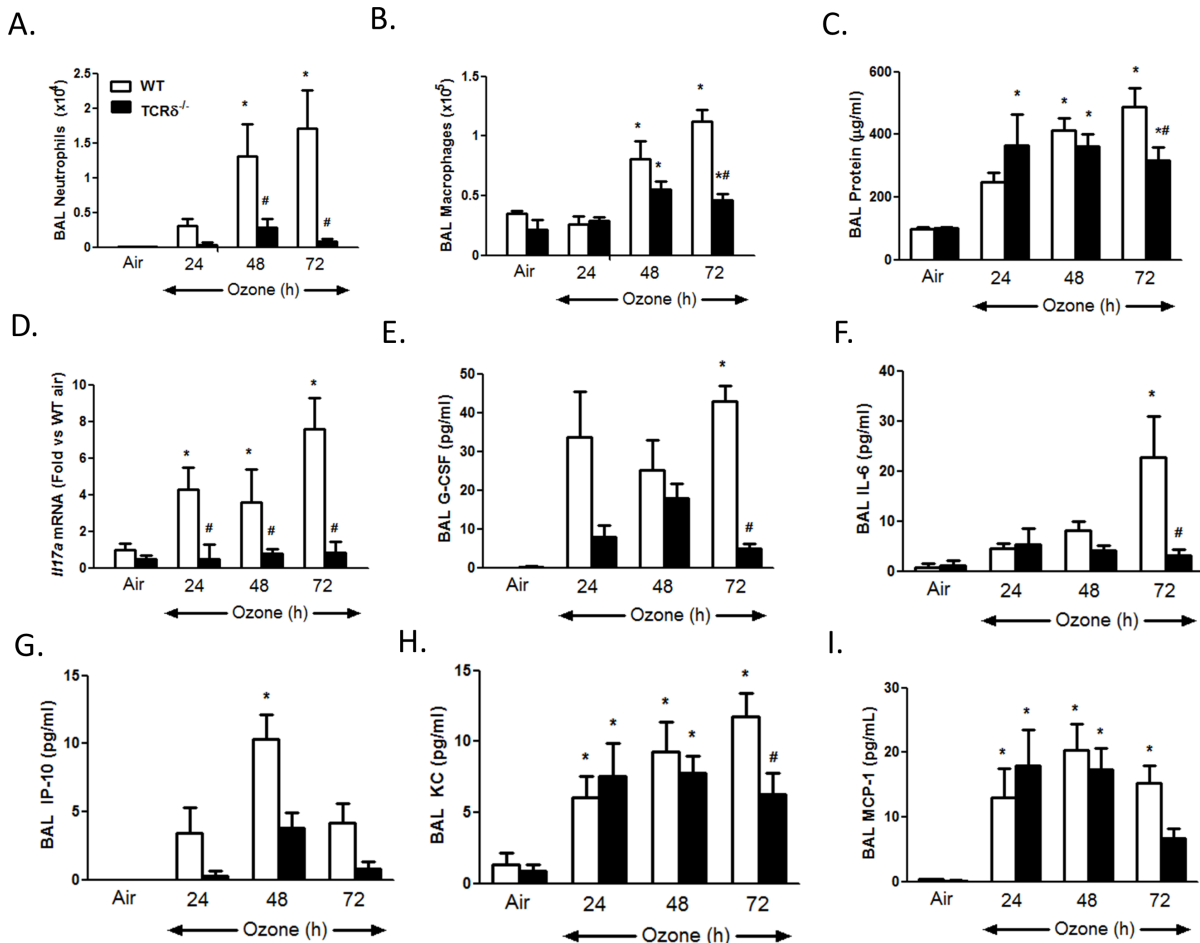 A.
BAL Neutrophils (x10⁴)
2.5
2
1.5
1
0.5
0
WT
TCRδ⁻/⁻
*
*
#
#
Air
24
48
72
Ozone (h)
B.
BAL Macrophages (x10⁵)
1.5
1
0.5
0
*
*
*
*#
Air
24
48
72
Ozone (h)
C.
BAL Protein (µg/ml)
600
400
200
0
*
*
*
*
*#
Air
24
48
72
Ozone (h)
D.
Il17a mRNA (Fold vs WT air)
10
8
6
4
2
0
*
#
*
#
*
#
Air
24
48
72
Ozone (h)
E.
BAL G-CSF (pg/ml)
50
40
30
20
10
0
*
#
Air
24
48
72
Ozone (h)
F.
BAL IL-6 (pg/ml)
40
30
20
10
0
*
#
Air
24
48
72
Ozone (h)
G.
BAL IP-10 (pg/ml)
15
10
5
0
*
Air
24
48
72
Ozone (h)
H.
BAL KC (pg/ml)
15
10
5
0
*
*
*
*
*
#
Air
24
48
72
Ozone (h)
I.
BAL MCP-1 (pg/mL)
30
20
10
0
*
*
*
*
*
Air
24
48
72
Ozone (h)